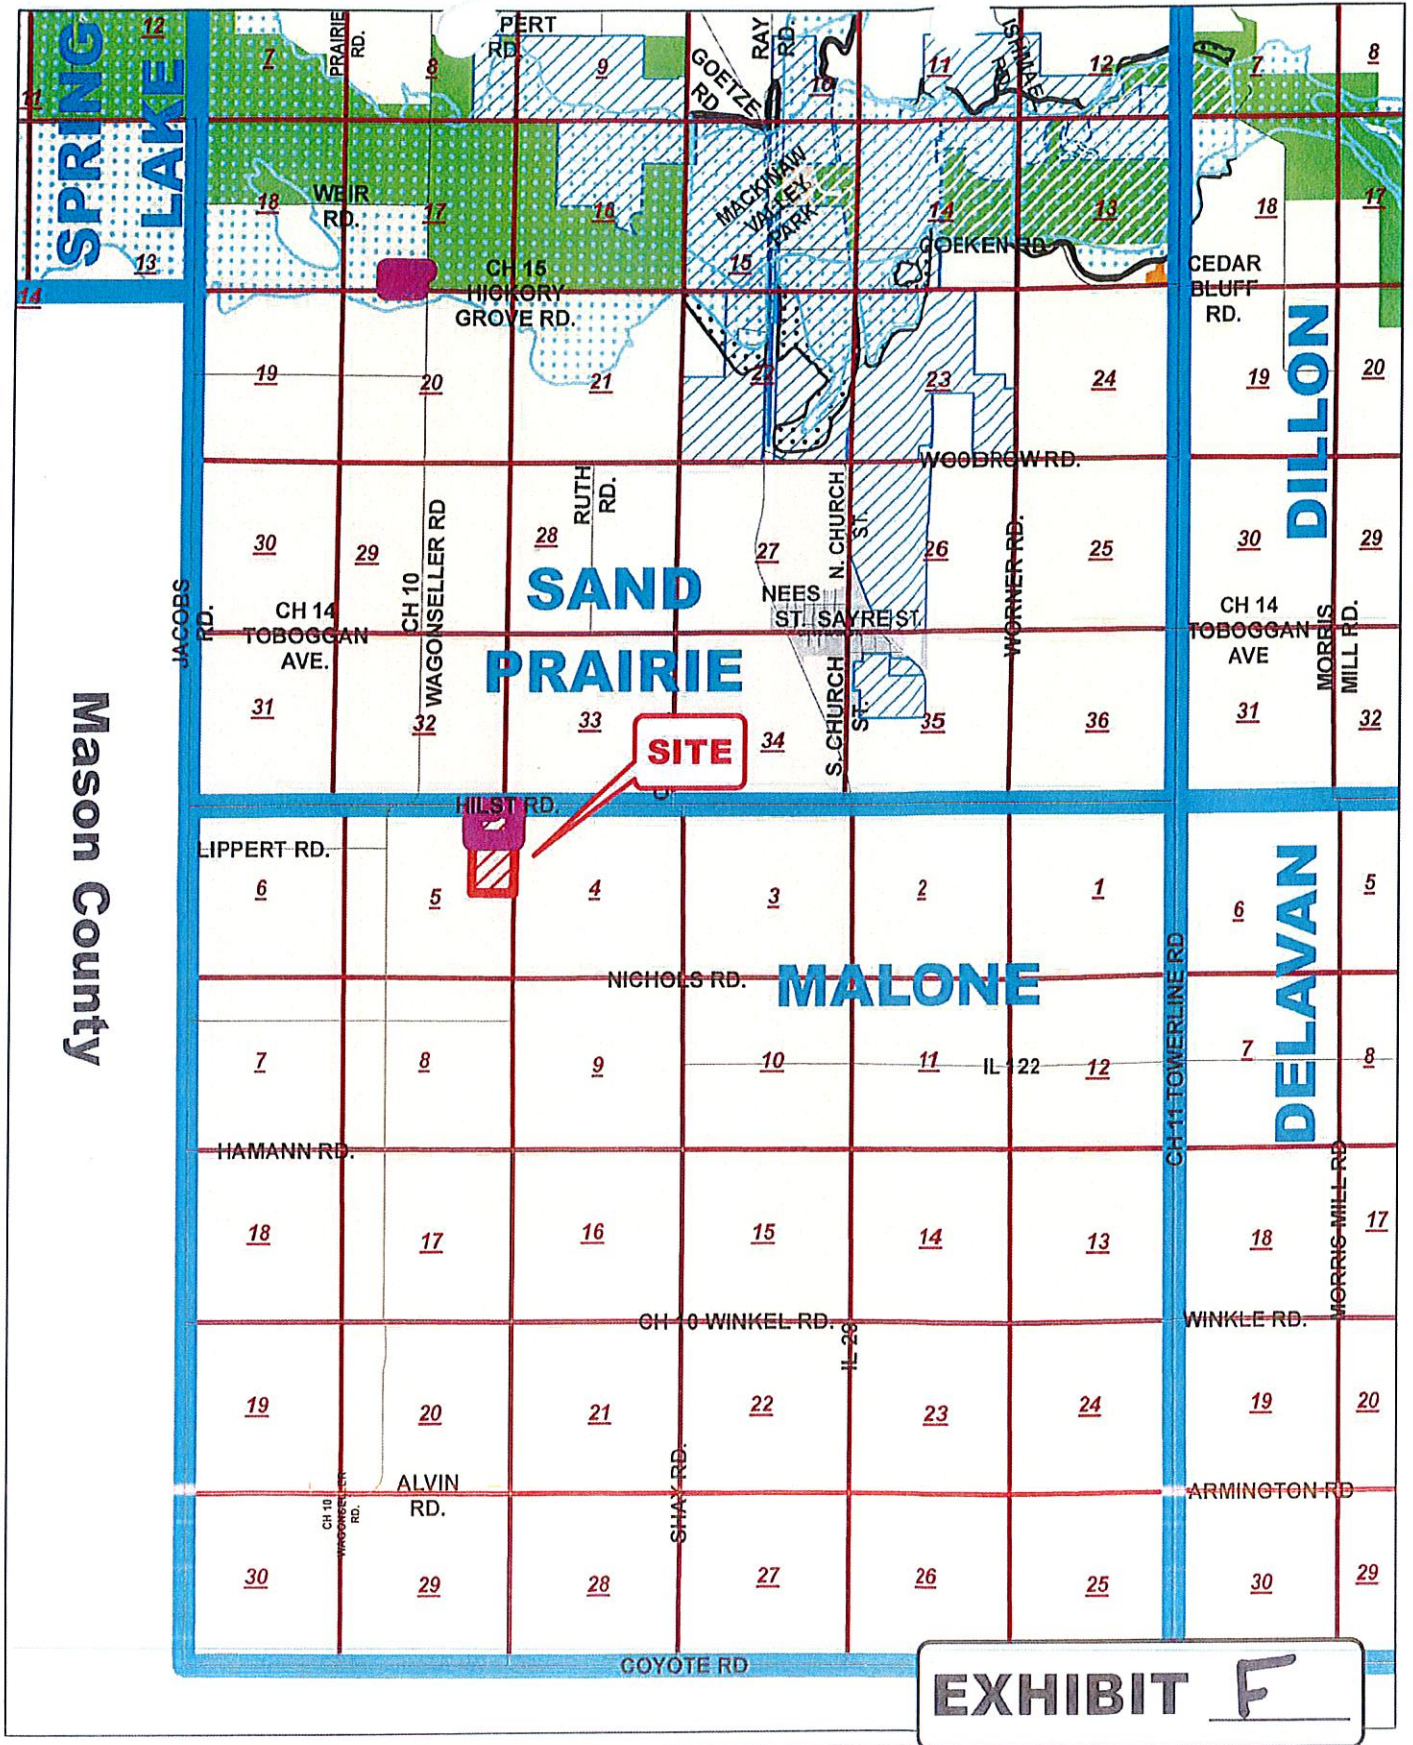 SPRING
LAKE
12
7
PRAIRIE
RD.
8
PERT
RD.
9
GOETZE
RD
RAY
RD.
10
11
ISHMAEL
RD.
12
7
8
11
18
WEIR
RD.
17
16
MACKINAW
VALLEY
PARK
14
13
18
17
13
14
CH 15
HICKORY
GROVE RD.
15
GOEKEN RD.
CEDAR
BLUFF
RD.
19
20
21
22
23
24
19
20
DILLON
WOODROW RD.
JACOBS
RD.
30
29
CH 10
WAGONSELLER RD
28
RUTH
RD.
27
N. CHURCH
ST.
26
WORNER RD.
25
30
29
SAND
PRAIRIE
NEES
ST.
SAYRE ST.
CH 14
TOBOGGAN
AVE.
CH 14
TOBOGGAN
AVE
MORRIS
MILL RD.
31
32
33
34
S. CHURCH
ST.
35
36
31
32
SITE
Mason County
HILST RD.
LIPPERT RD.
6
5
4
3
2
1
6
5
NICHOLS RD.
MALONE
DELAVAN
CH 11 TOWERLINE RD
7
8
9
10
11
IL 122
12
7
8
HAMANN RD.
MORRIS MILL RD
18
17
16
15
14
13
18
17
CH 10 WINKEL RD.
IL 29
WINKLE RD.
19
20
21
22
23
24
19
20
CH 10
WAGONSELLER
RD.
ALVIN
RD.
SHAY RD.
ARMINGTON RD
30
29
28
27
26
25
30
29
COYOTE RD
EXHIBIT F